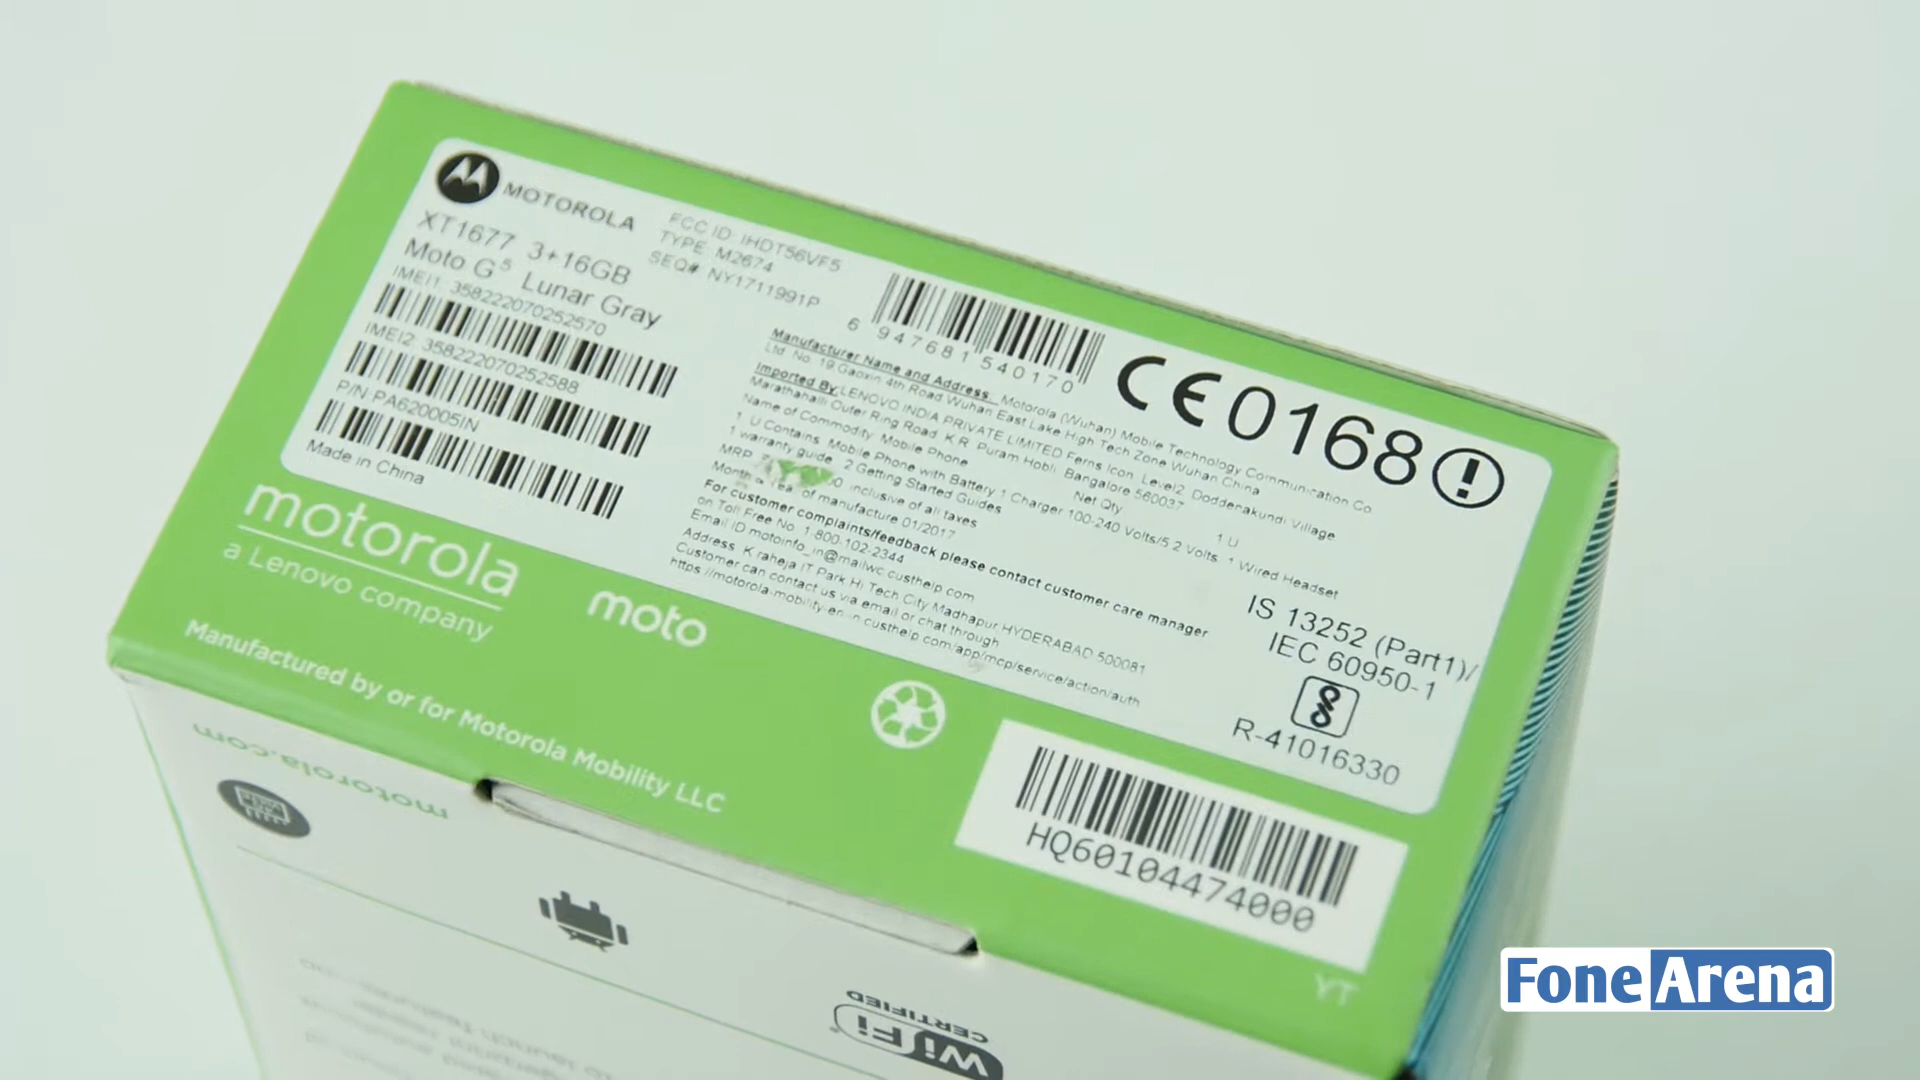 MOTOROLA
XT1677 3+16GB
Moto G⁵ Lunar Gray
IMEI1: 358222070252570
IMEI2: 358222070252588
P/N PA620005IN
Made in China
FCC ID: IHDT56VF5
TYPE: M2674
SEQ# NY1711991P
6 947681 540170
CE0168
Manufacturer Name and Address Motorola (Wuhan) Mobile Technology Communication Co
Ltd No. 19 Gaoxin 4th Road Wuhan East Lake High Tech Zone Wuhan China
Imported By LENOVO INDIA PRIVATE LIMITED Ferns Icon, Level2, Doddenakundi Village
Marathahalli Outer Ring Road, K R Puram Hobli, Bangalore 560037
Name of Commodity Mobile Phone Net Qty 1 U
1 U Contains Mobile Phone with Battery 1 Charger 100-240 Volts/5.2 Volts 1 Wired Headset
1 warranty guide 2 Getting Started Guides
MRP inclusive of all taxes
Month of manufacture 01/2017
For customer complaints/feedback please contact customer care manager
on Toll Free No. 1-800-102-2344
Email ID motoinfo_in@mailwc.custhelp.com
Address K raheja IT Park Hi Tech City Madhapur HYDERABAD 500081
Customer can contact us via email or chat through
https://motorola-mobility-en-in.custhelp.com/app/mcp/service/action/auth
IS 13252 (Part1)/
IEC 60950-1
R-41016330
motorola
a Lenovo company
moto
Manufactured by or for Motorola Mobility LLC
HQ60104474000
YT
motorola.com
Wi Fi
CERTIFIED
FoneArena